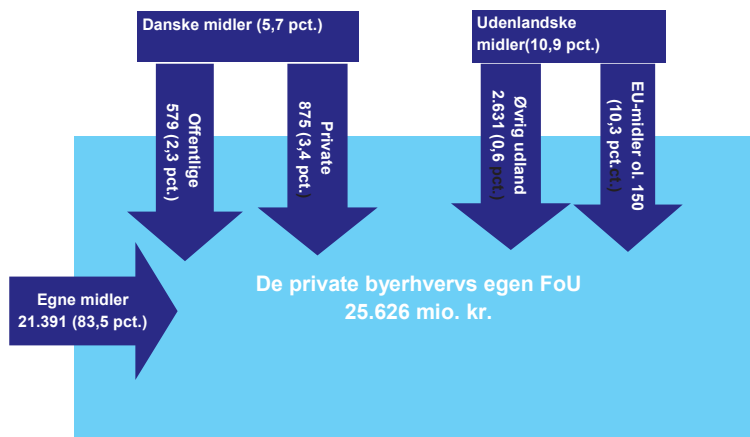 Danske midler (5,7 pct.)
Udenlandske
midler(10,9 pct.)
Offentlige
579 (2,3 pct.)
Private
875 (3,4 pct.)
Øvrig udland
2.631 (0,6 pct.)
EU-midler ol. 150
(10,3 pct.ct.)
De private byerhvervs egen FoU
25.626 mio. kr.
Egne midler
21.391 (83,5 pct.)